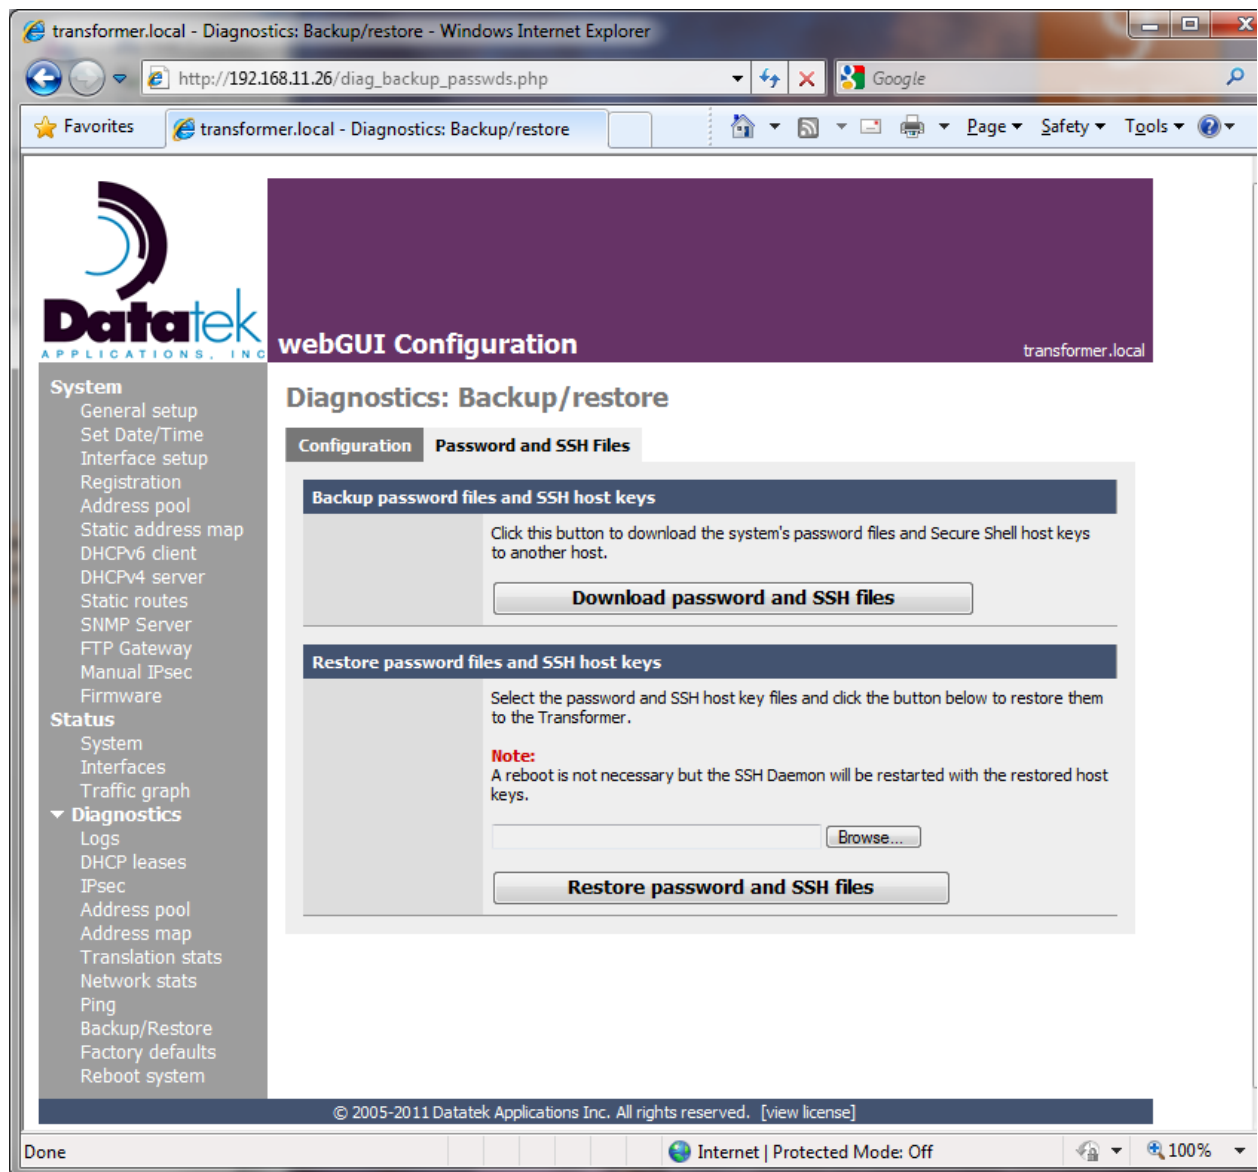 transformer.local - Diagnostics: Backup/restore - Windows Internet Explorer
http://192.168.11.26/diag_backup_passwds.php
Google
Favorites
transformer.local - Diagnostics: Backup/restore
Page
Safety
Tools
Datatek
APPLICATIONS, INC
webGUI Configuration
transformer.local
System
General setup
Set Date/Time
Interface setup
Registration
Address pool
Static address map
DHCPv6 client
DHCPv4 server
Static routes
SNMP Server
FTP Gateway
Manual IPsec
Firmware
Status
System
Interfaces
Traffic graph
Diagnostics
Logs
DHCP leases
IPsec
Address pool
Address map
Translation stats
Network stats
Ping
Backup/Restore
Factory defaults
Reboot system
Diagnostics: Backup/restore
Configuration
Password and SSH Files
Backup password files and SSH host keys
Click this button to download the system's password files and Secure Shell host keys
to another host.
Download password and SSH files
Restore password files and SSH host keys
Select the password and SSH host key files and click the button below to restore them
to the Transformer.
Note:
A reboot is not necessary but the SSH Daemon will be restarted with the restored host
keys.
Browse...
Restore password and SSH files
© 2005-2011 Datatek Applications Inc. All rights reserved. [view license]
Done
Internet | Protected Mode: Off
100%